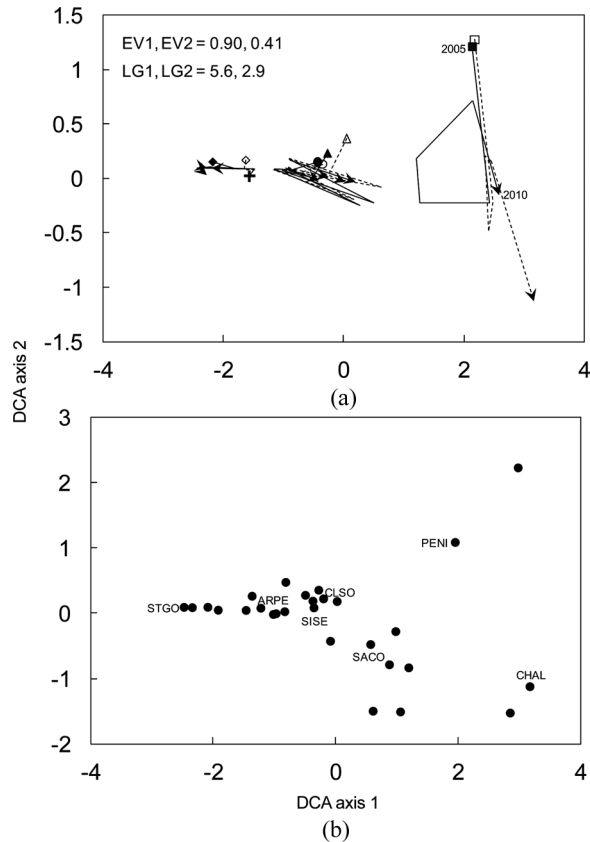 1.5
1
0.5
0
-0.5
-1
-1.5
EV1, EV2 = 0.90, 0.41
LG1, LG2 = 5.6, 2.9
2005
2010
-4 -2 0 2 4
(a)
DCA axis 2
3
2
1
0
-1
-2
PENI
STGO
ARPE
CLSO
SISE
SACO
CHAL
-4 -2 0 2 4
DCA axis 1
(b)